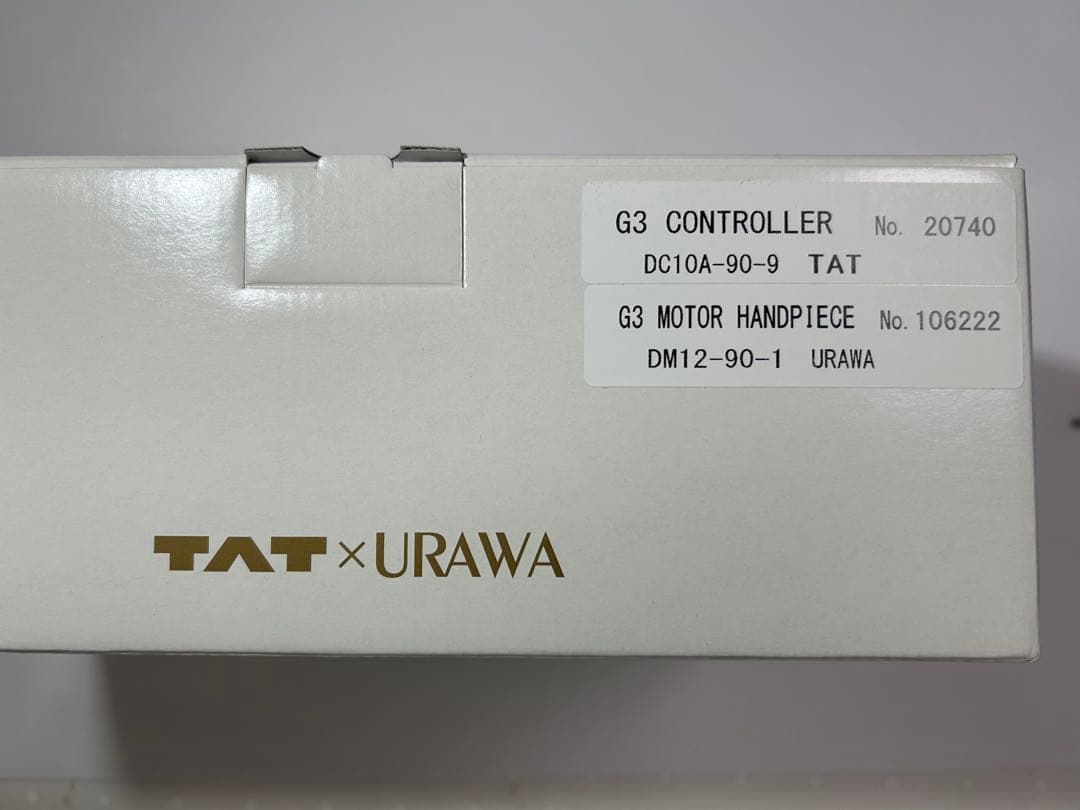 G3 CONTROLLER No. 20740
DC10A-90-9 TAT
G3 MOTOR HANDPIECE No. 106222
DM12-90-1 URAWA
TAT×URAWA